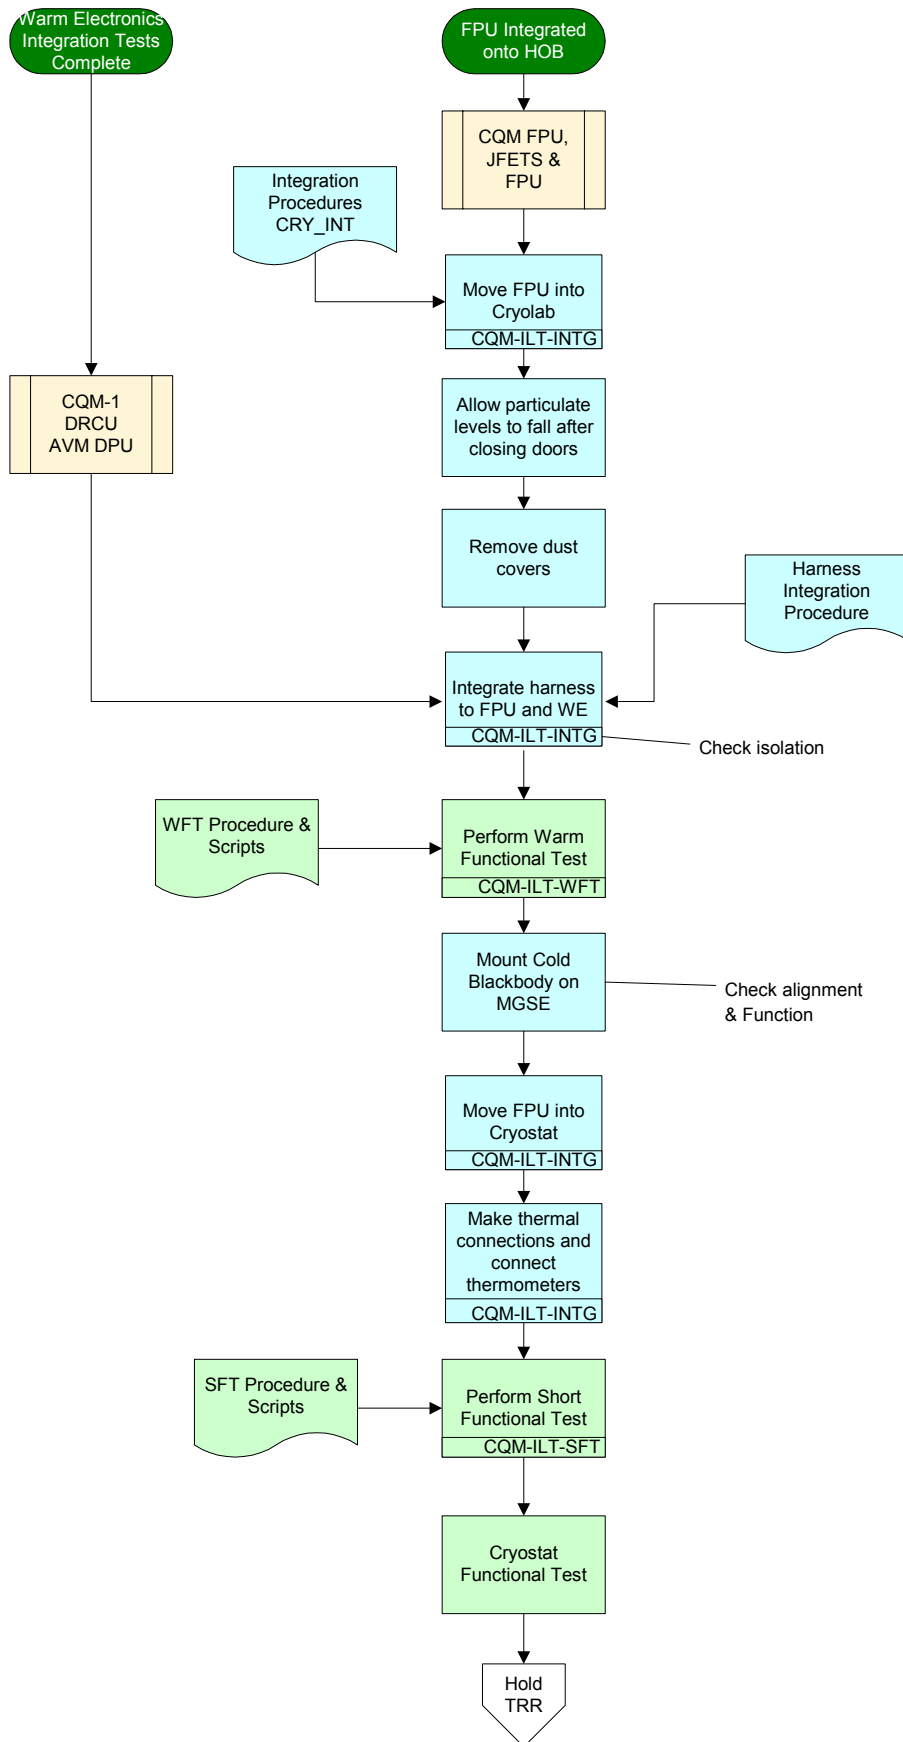 Warm Electronics
Integration Tests
Complete
FPU Integrated
onto HOB
CQM FPU,
JFETS &
FPU
Integration
Procedures
CRY_INT
Move FPU into
Cryolab
CQM-ILT-INTG
CQM-1
DRCU
AVM DPU
Allow particulate
levels to fall after
closing doors
Remove dust
covers
Harness
Integration
Procedure
Integrate harness
to FPU and WE
CQM-ILT-INTG
Check isolation
WFT Procedure &
Scripts
Perform Warm
Functional Test
CQM-ILT-WFT
Mount Cold
Blackbody on
MGSE
Check alignment
& Function
Move FPU into
Cryostat
CQM-ILT-INTG
Make thermal
connections and
connect
thermometers
CQM-ILT-INTG
SFT Procedure &
Scripts
Perform Short
Functional Test
CQM-ILT-SFT
Cryostat
Functional Test
Hold
TRR